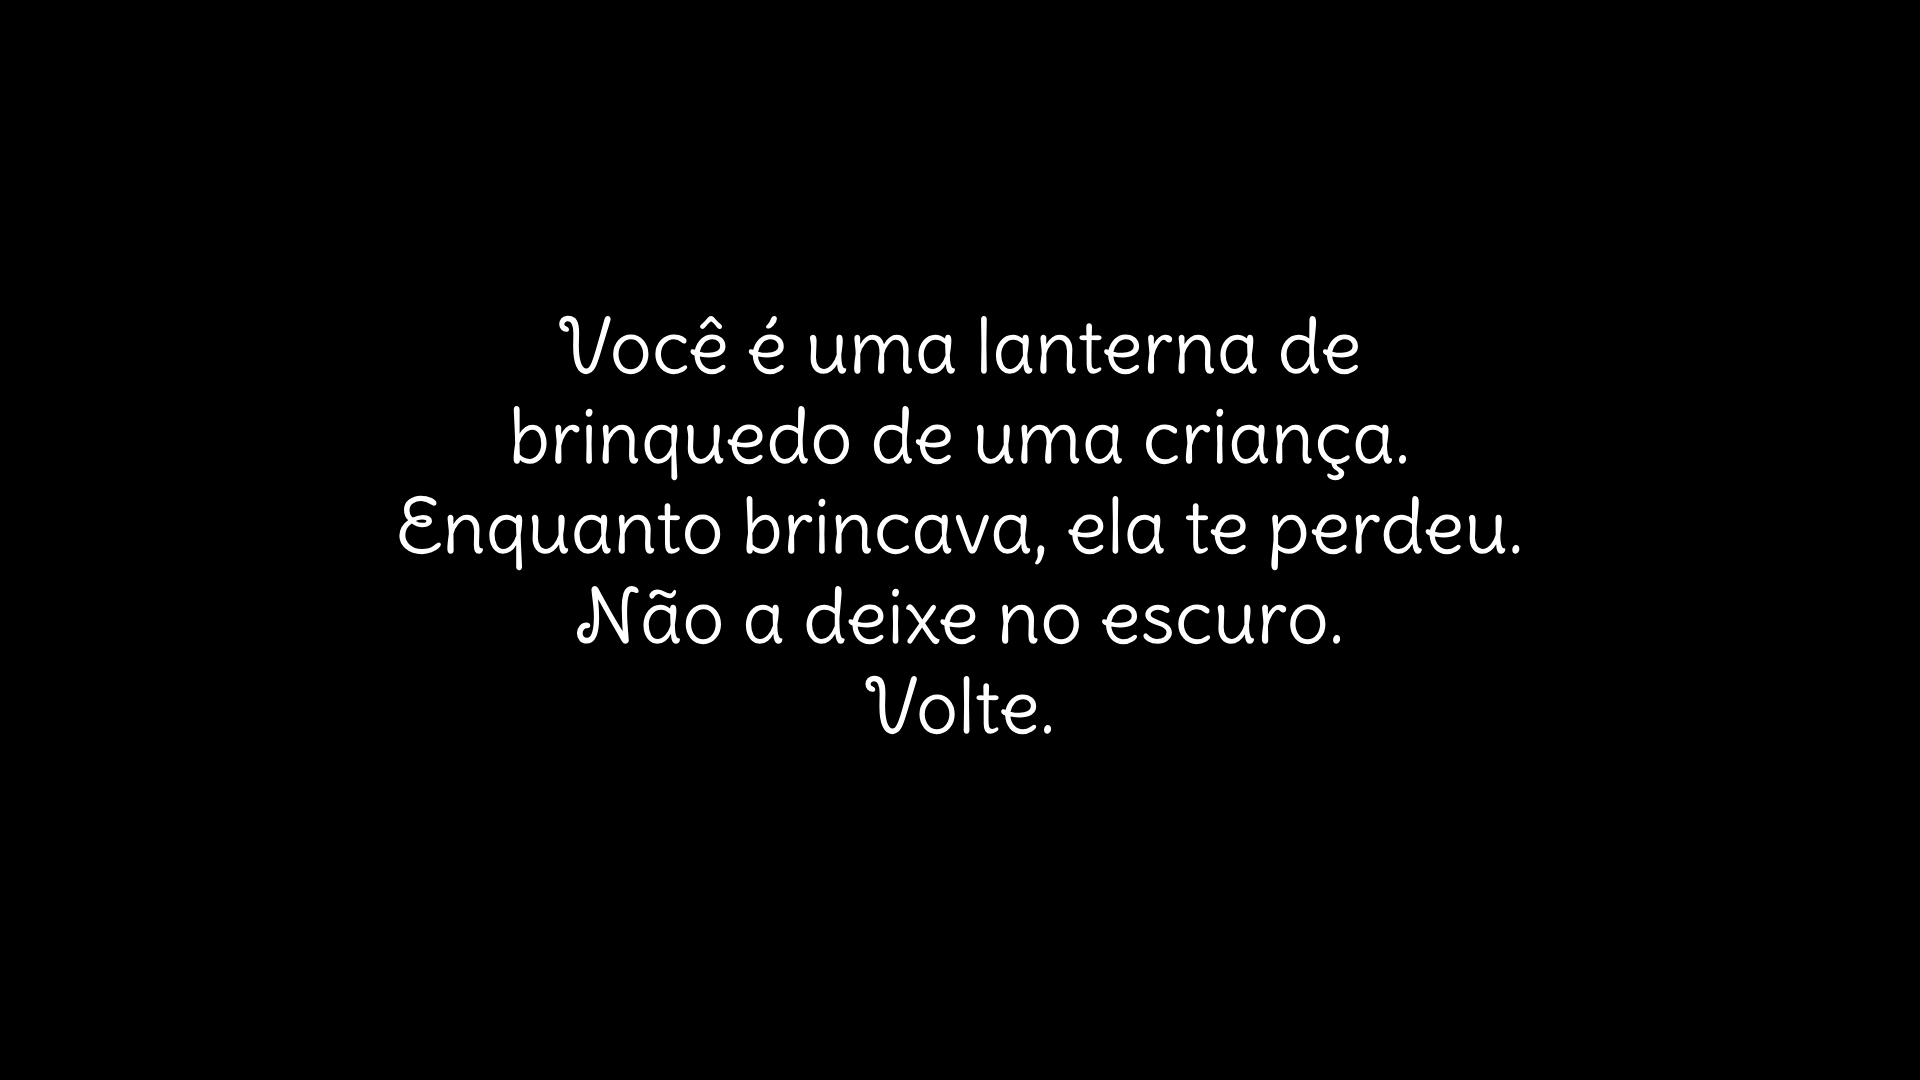 Você é uma lanterna de
brinquedo de uma criança.
Enquanto brincava, ela te perdeu.
Não a deixe no escuro.
Volte.